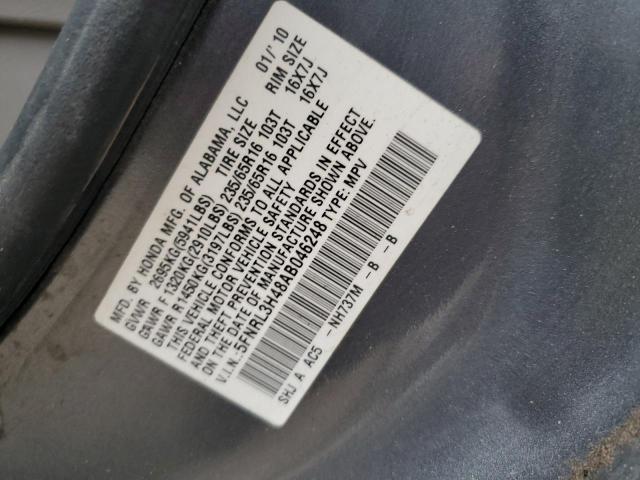 MFD. BY HONDA MFG. OF ALABAMA, LLC 01/'10
GVWR 2695KG(5941LBS) TIRE SIZE RIM SIZE
GAWR F 1320KG(2910LBS) 235/65R16 103T 16X7J
GAWR R1450KG(3197LBS) 235/65R16 103T 16X7J
THIS VEHICLE CONFORMS TO ALL APPLICABLE
FEDERAL MOTOR VEHICLE SAFETY
AND THEFT PREVENTION STANDARDS IN EFFECT
ON THE DATE OF MANUFACTURE SHOWN ABOVE.
V.I.N.:5FNRL3H48AB046248 TYPE: MPV
SHJ A AC5 -NH737M -B -B